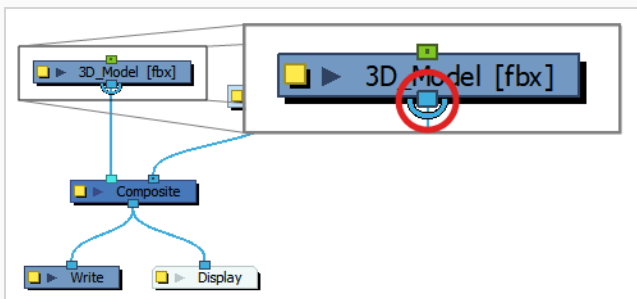 3D_Model [fbx]
3D_Model [fbx]
Composite
Write
Display